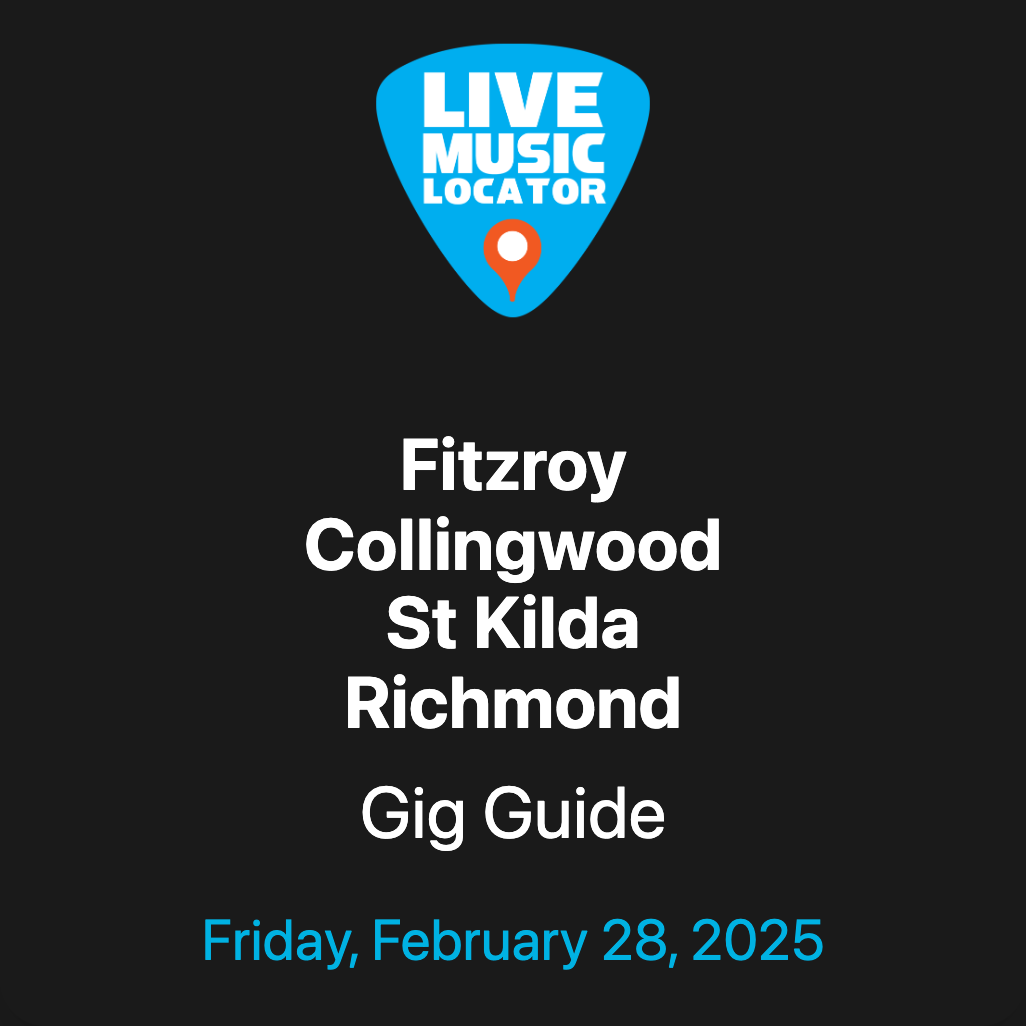 LIVE
MUSIC
LOCATOR
Fitzroy
Collingwood
St Kilda
Richmond
Gig Guide
Friday, February 28, 2025